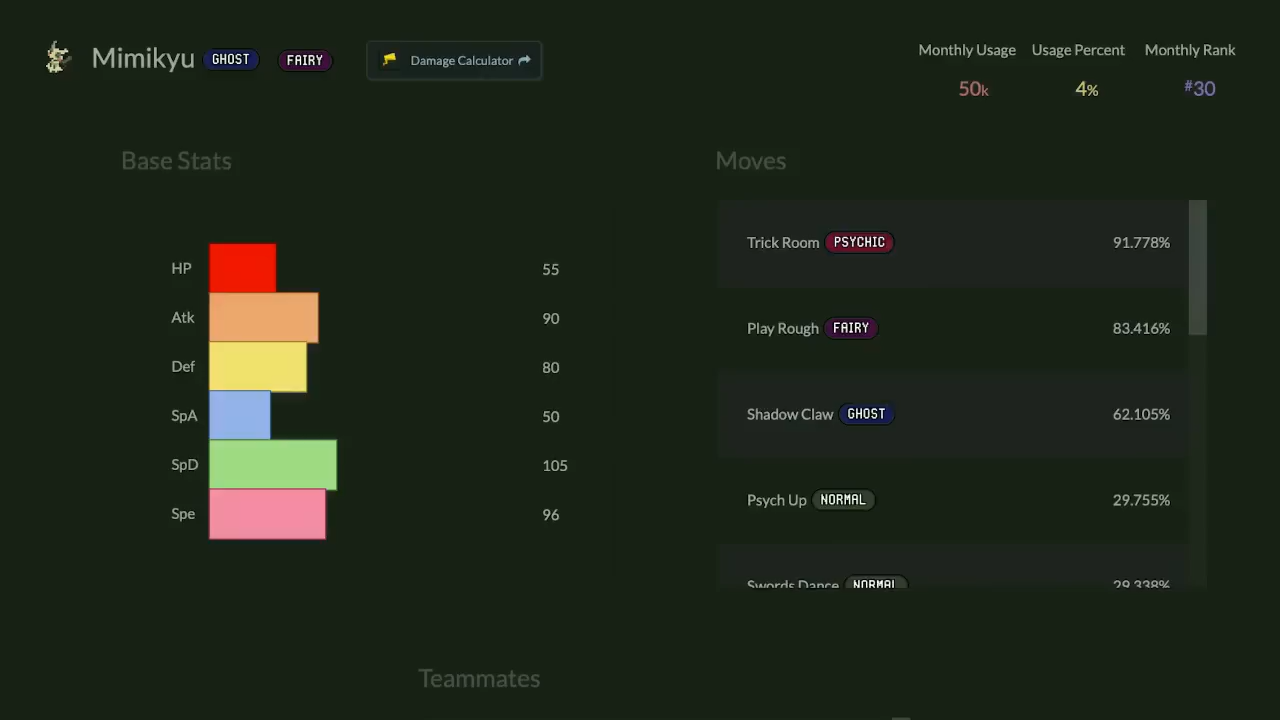 Mimikyu GHOST FAIRY Damage Calculator
Monthly Usage Usage Percent Monthly Rank
50k 4% #30
Base Stats
HP 55
Atk 90
Def 80
SpA 50
SpD 105
Spe 96
Moves
Trick Room PSYCHIC 91.778%
Play Rough FAIRY 83.416%
Shadow Claw GHOST 62.105%
Psych Up NORMAL 29.755%
Swords Dance NORMAL 29.338%
Teammates